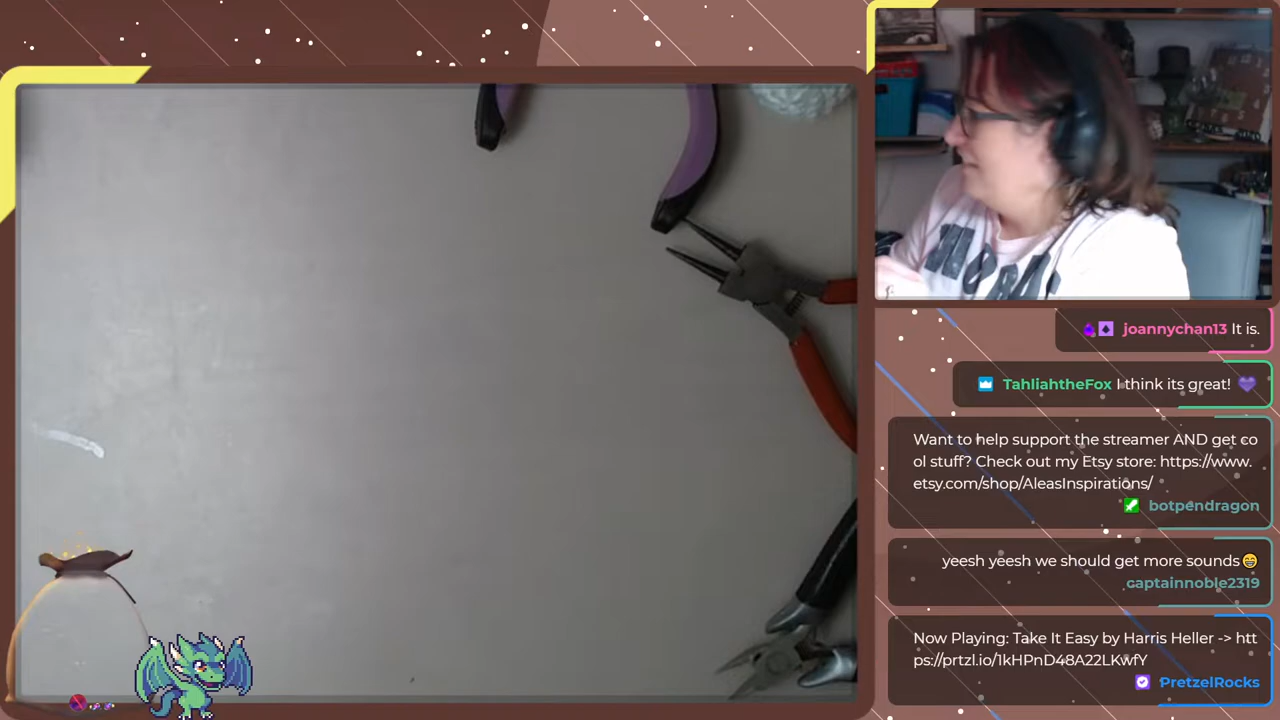 joannychan13 It is.
TahliahtheFox I think its great!
Want to help support the streamer AND get co
ol stuff? Check out my Etsy store: https://www.
etsy.com/shop/AleasInspirations/
botpendragon
yeesh yeesh we should get more sounds
captainnoble2319
Now Playing: Take It Easy by Harris Heller -> htt
ps://prtzl.io/1kHPnD48A22LKwfY
PretzelRocks